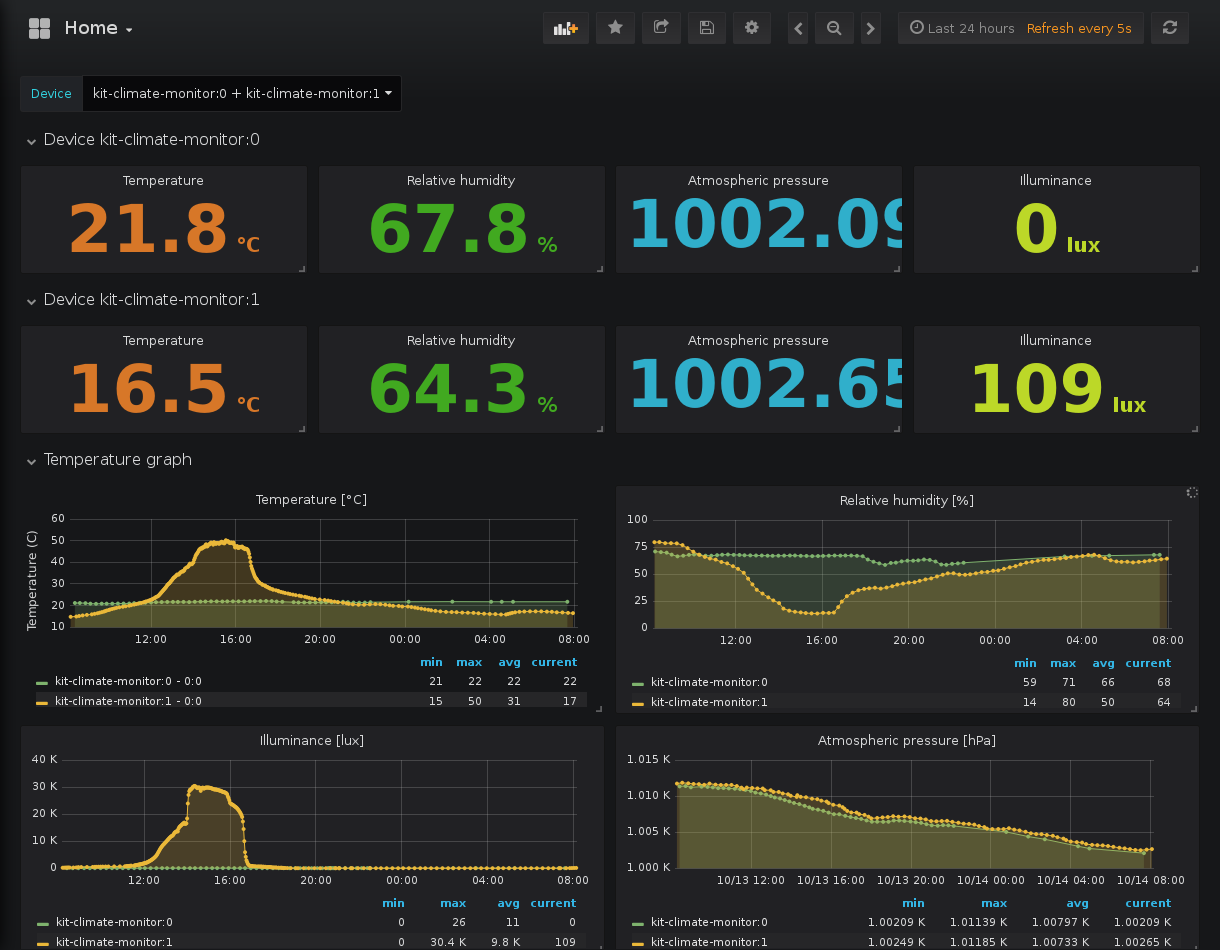 Home
Last 24 hours Refresh every 5s
Device kit-climate-monitor:0 + kit-climate-monitor:1
Device kit-climate-monitor:0
Temperature Relative humidity Atmospheric pressure Illuminance
21.8 °C 67.8 % 1002.09 0 lux
Device kit-climate-monitor:1
Temperature Relative humidity Atmospheric pressure Illuminance
16.5 °C 64.3 % 1002.65 109 lux
Temperature graph
Temperature [°C]
Temperature (C)
60
50
40
30
20
10
12:00 16:00 20:00 00:00 04:00 08:00
min max avg current
kit-climate-monitor:0 - 0:0 21 22 22 22
kit-climate-monitor:1 - 0:0 15 50 31 17
Relative humidity [%]
100
75
50
25
0
12:00 16:00 20:00 00:00 04:00 08:00
min max avg current
kit-climate-monitor:0 59 71 66 68
kit-climate-monitor:1 14 80 50 64
Illuminance [lux]
40 K
30 K
20 K
10 K
0
12:00 16:00 20:00 00:00 04:00 08:00
min max avg current
kit-climate-monitor:0 0 26 11 0
kit-climate-monitor:1 0 30.4 K 9.8 K 109
Atmospheric pressure [hPa]
1.015 K
1.010 K
1.005 K
1.000 K
10/13 12:00 10/13 16:00 10/13 20:00 10/14 00:00 10/14 04:00 10/14 08:00
min max avg current
kit-climate-monitor:0 1.00209 K 1.01139 K 1.00797 K 1.00209 K
kit-climate-monitor:1 1.00249 K 1.01185 K 1.00733 K 1.00265 K